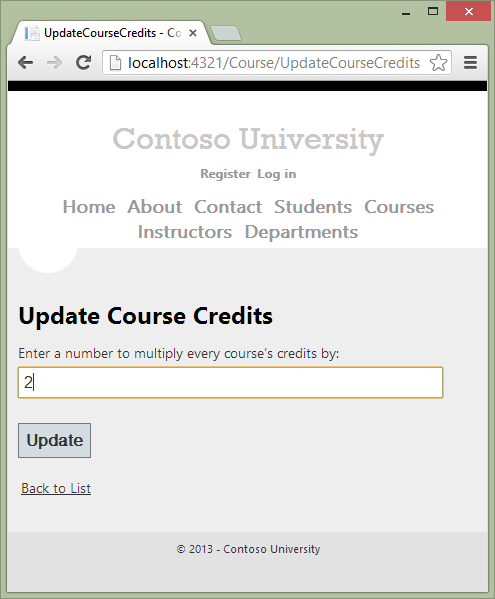 UpdateCourseCredits - Co
localhost:4321/Course/UpdateCourseCredits
Contoso University
Register Log in
Home About Contact Students Courses
Instructors Departments
Update Course Credits
Enter a number to multiply every course's credits by:
2
Update
Back to List
© 2013 - Contoso University